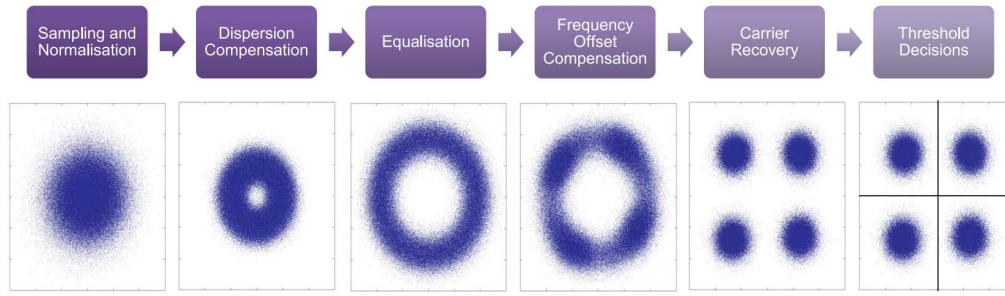 Sampling and
Normalisation
Dispersion
Compensation
Equalisation
Frequency
Offset
Compensation
Carrier
Recovery
Threshold
Decisions